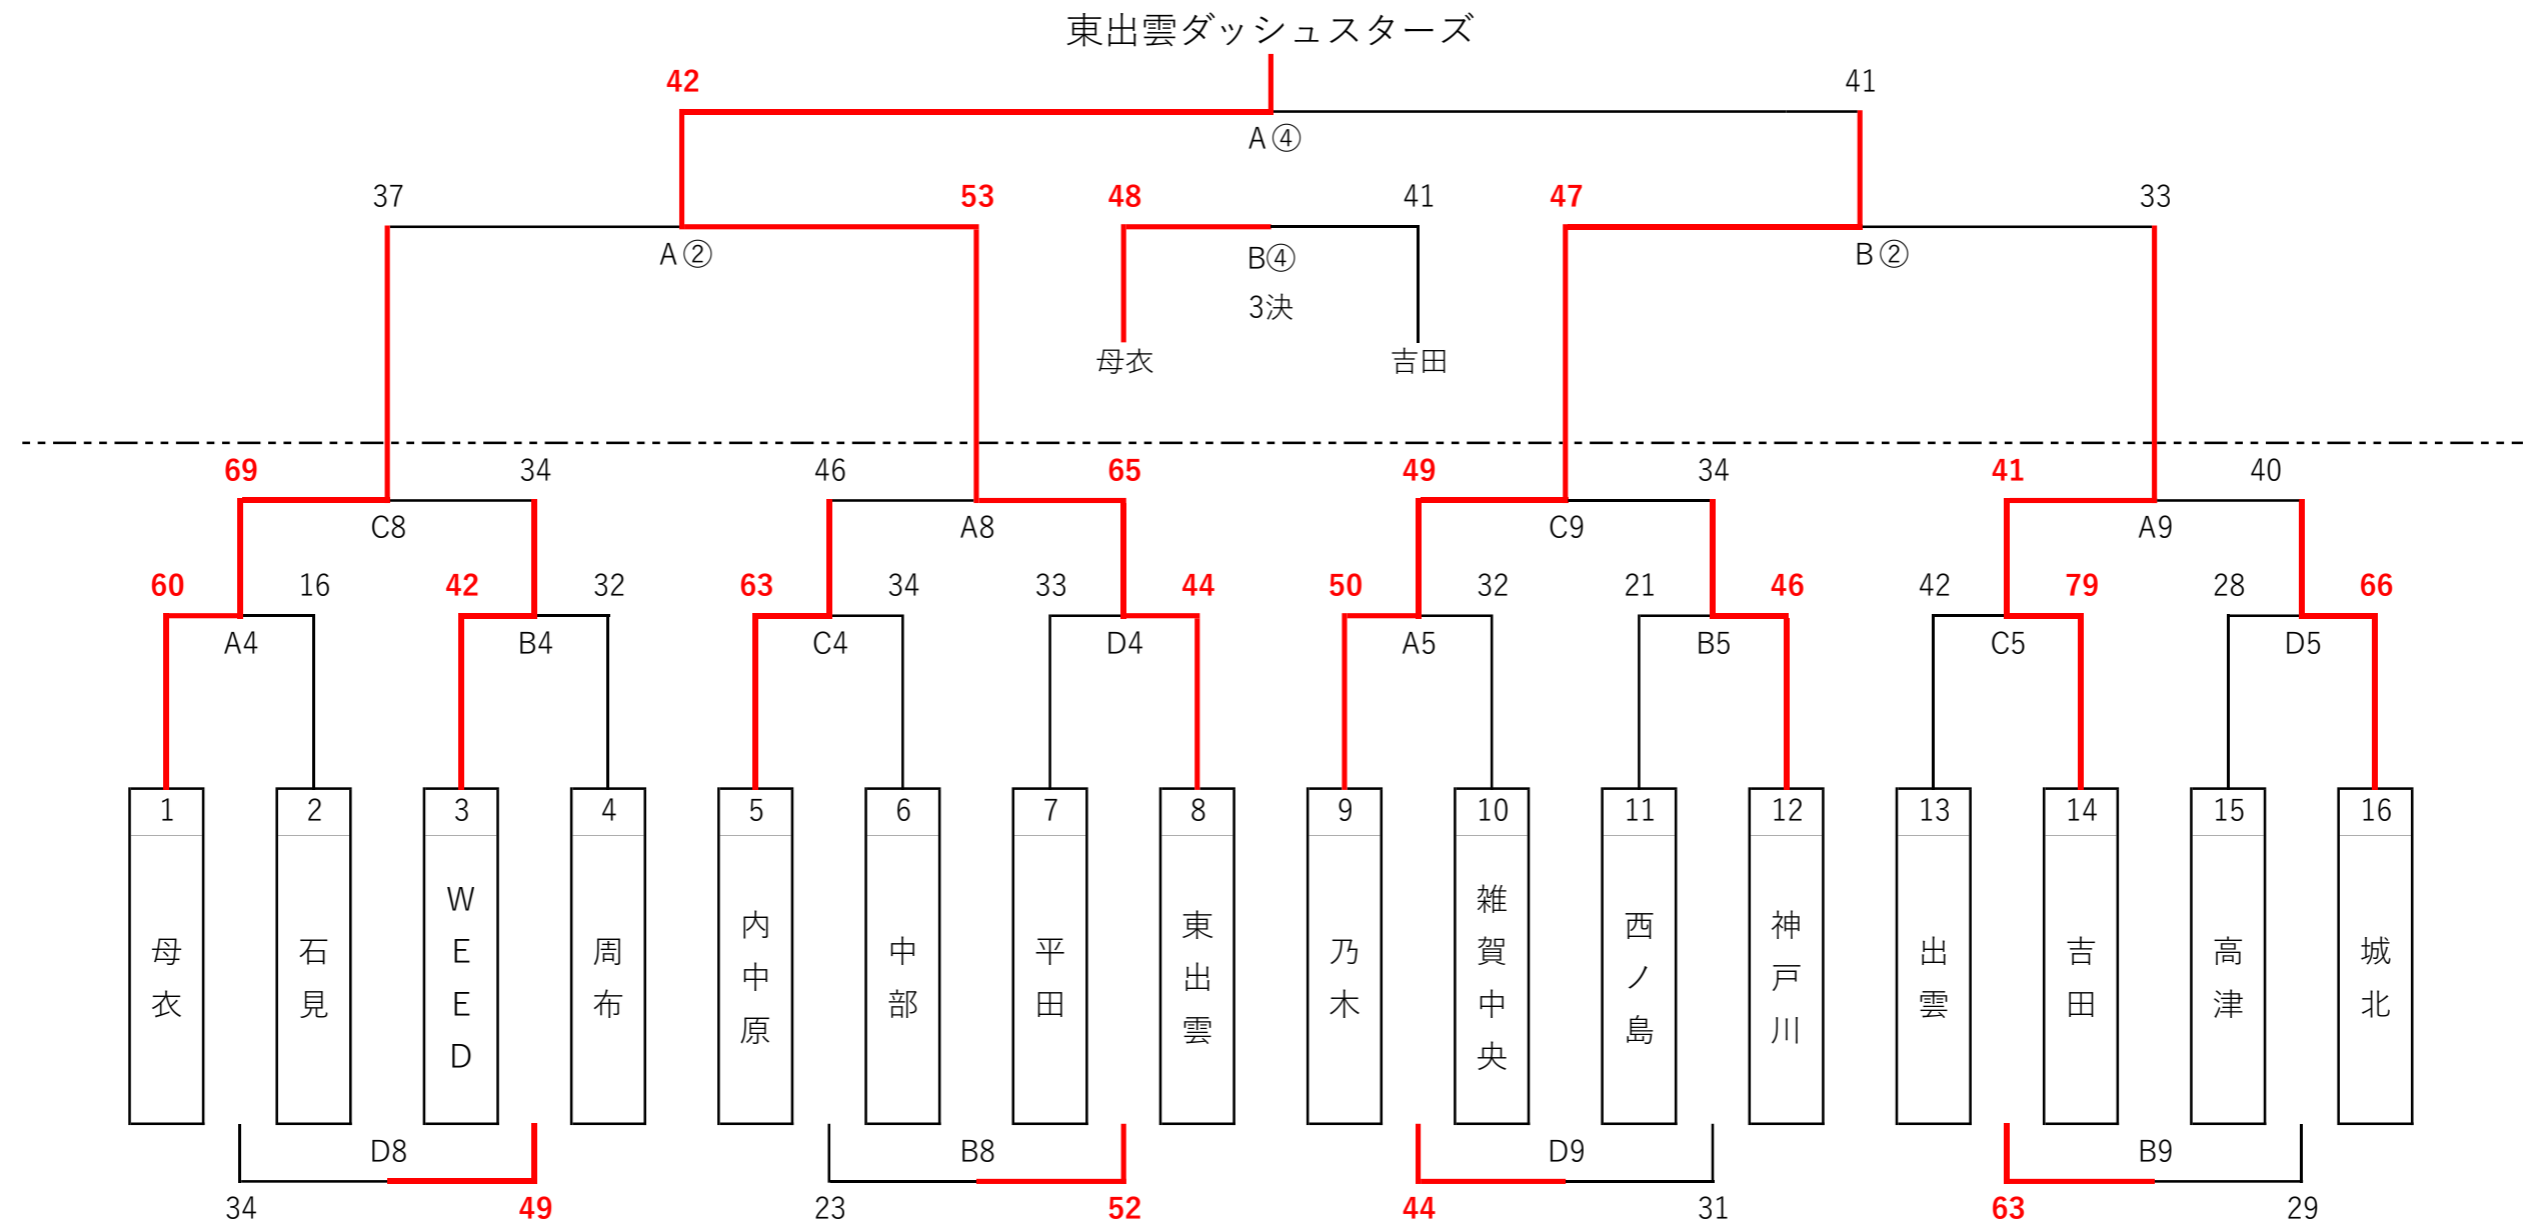 東出雲ダッシュスターズ
42 41
A④
37 53 48 41 47 33
A② B④ B②
3決
母衣 吉田
69 34 46 65 49 34 41 40
C8 A8 C9 A9
60 16 42 32 63 34 33 44 50 32 21 46 42 79 28 66
A4 B4 C4 D4 A5 B5 C5 D5
1 2 3 4 5 6 7 8 9 10 11 12 13 14 15 16
母衣
石見
WEED
周布
内中原
中部
平田
東出雲
乃木
雑賀中央
西ノ島
神戸川
出雲
吉田
高津
城北
D8 B8 D9 B9
34 49 23 52 44 31 63 29